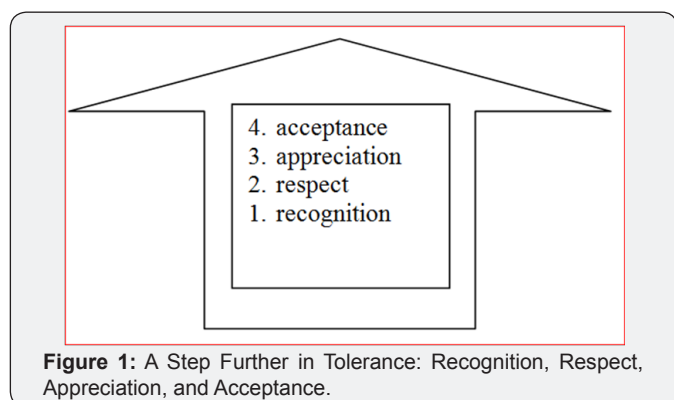 4. acceptance
3. appreciation
2. respect
1. recognition
Figure 1: A Step Further in Tolerance: Recognition, Respect,
Appreciation, and Acceptance.